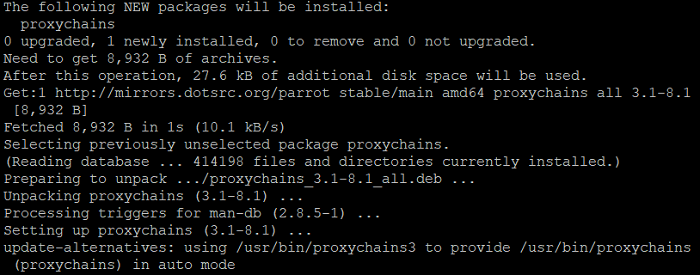 The following NEW packages will be installed:
  proxychains
0 upgraded, 1 newly installed, 0 to remove and 0 not upgraded.
Need to get 8,932 B of archives.
After this operation, 27.6 kB of additional disk space will be used.
Get:1 http://mirrors.dotsrc.org/parrot stable/main amd64 proxychains all 3.1-8.1
 [8,932 B]
Fetched 8,932 B in 1s (10.1 kB/s)
Selecting previously unselected package proxychains.
(Reading database ... 414198 files and directories currently installed.)
Preparing to unpack .../proxychains_3.1-8.1_all.deb ...
Unpacking proxychains (3.1-8.1) ...
Processing triggers for man-db (2.8.5-1) ...
Setting up proxychains (3.1-8.1) ...
update-alternatives: using /usr/bin/proxychains3 to provide /usr/bin/proxychains
 (proxychains) in auto mode